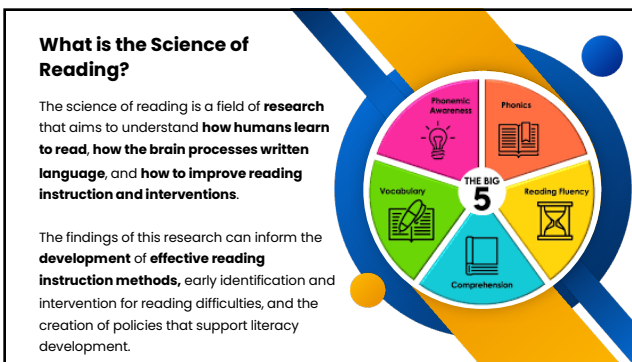 What is the Science of
Reading?
The science of reading is a field of research
that aims to understand how humans learn
to read, how the brain processes written
language, and how to improve reading
instruction and interventions.
The findings of this research can inform the
development of effective reading
instruction methods, early identification and
intervention for reading difficulties, and the
creation of policies that support literacy
development.
Phonemic
Awareness
Phonics
Vocabulary
THE BIG
5
Reading Fluency
Comprehension